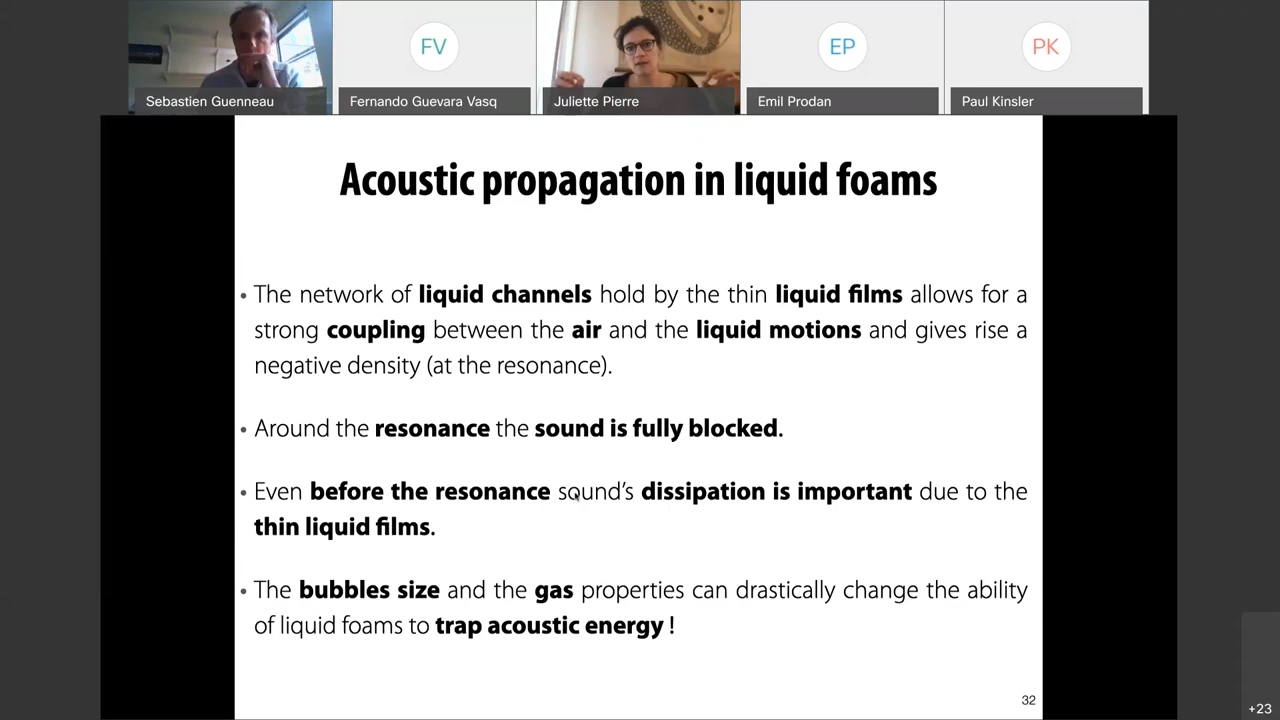 FV
EP
PK
Sebastien Guenneau
Fernando Guevara Vasq
Juliette Pierre
Emil Prodan
Paul Kinsler
Acoustic propagation in liquid foams
• The network of liquid channels hold by the thin liquid films allows for a
strong coupling between the air and the liquid motions and gives rise a
negative density (at the resonance).
• Around the resonance the sound is fully blocked.
• Even before the resonance sound's dissipation is important due to the
thin liquid films.
• The bubbles size and the gas properties can drastically change the ability
of liquid foams to trap acoustic energy !
32
+23